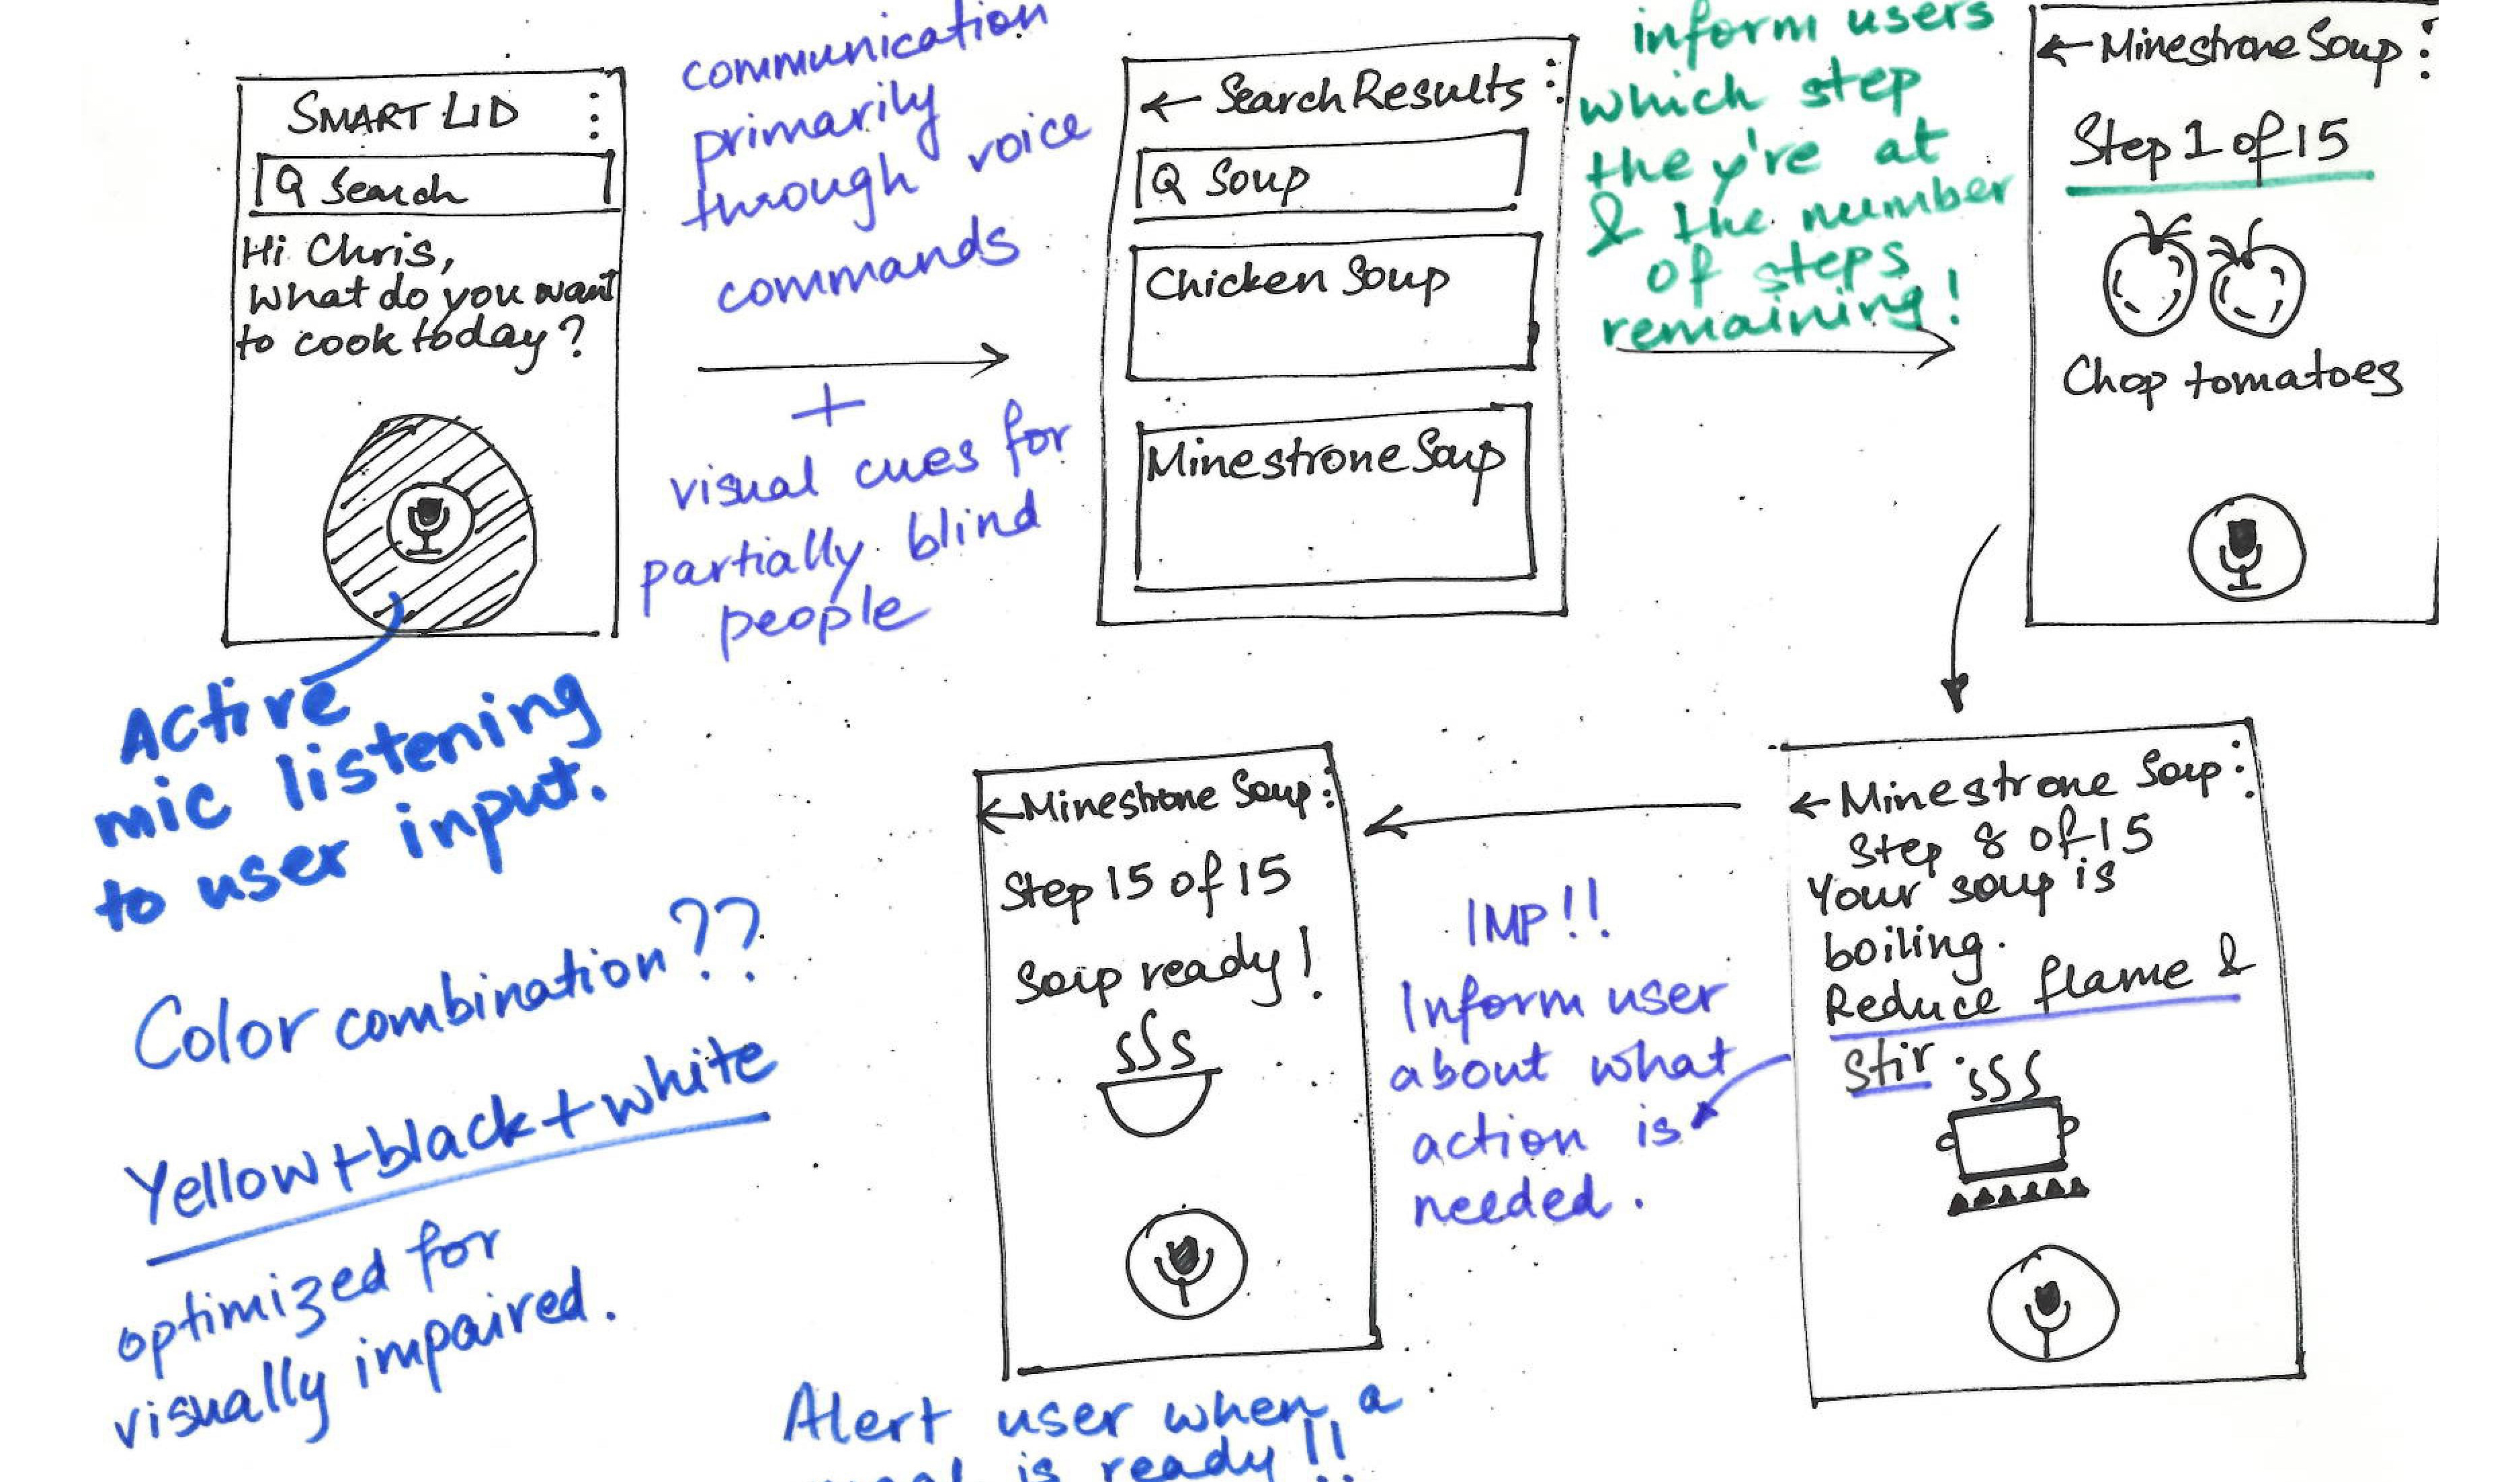 SMART LID
Search
Hi Chris,
What do you want
to cook today?
Active
mic listening
to user input.
communication
primarily
through voice
commands
+
visual cues for
partially blind
people
← Search Results
Soup
Chicken Soup
Minestrone Soup
inform users
which step
they're at
& the number
of steps
remaining!
← Minestrone Soup
Step 1 of 15
Chop tomatoes
← Minestrone Soup
Step 8 of 15
Your soup is
boiling.
Reduce flame &
Stir.
IMP!!
Inform user
about what
action is
needed.
← Minestrone Soup
Step 15 of 15
Soup ready!
Alert user when a
is ready!!
Color combination??
Yellow+black+white
optimized for
visually impaired.